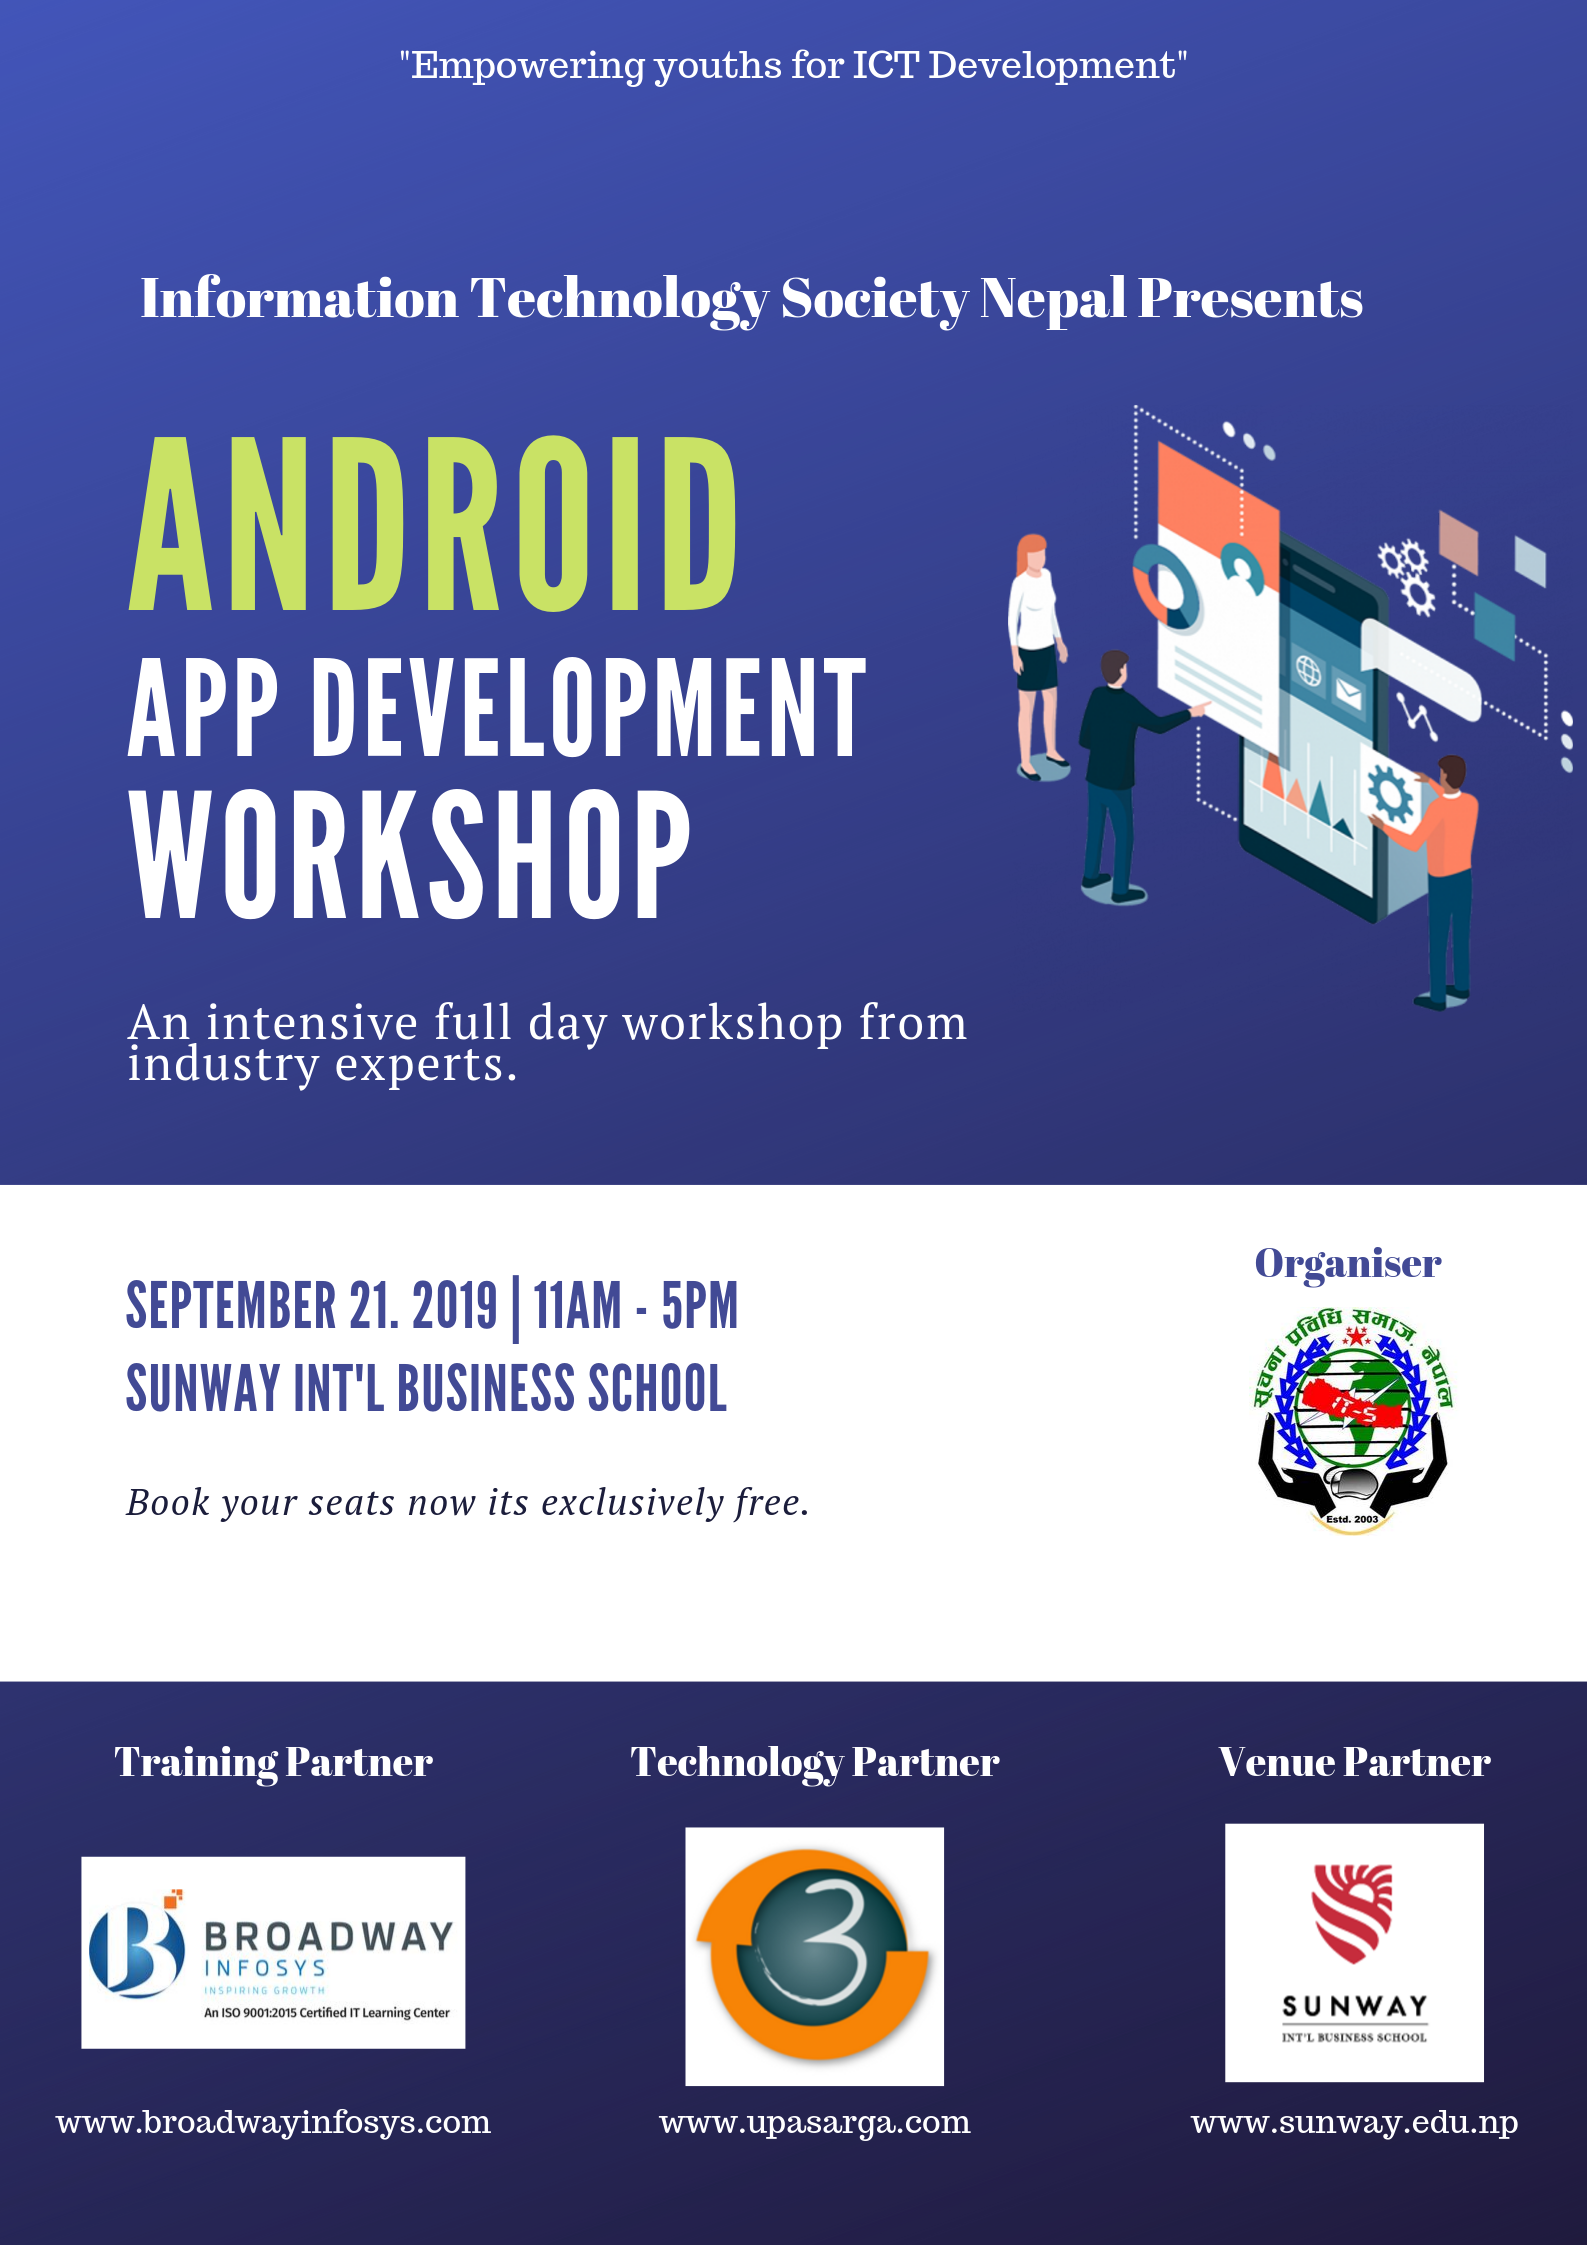 "Empowering youths for ICT Development"
Information Technology Society Nepal Presents
ANDROID
APP DEVELOPMENT
WORKSHOP
An intensive full day workshop from
industry experts.
SEPTEMBER 21. 2019 | 11AM - 5PM
SUNWAY INT'L BUSINESS SCHOOL
Book your seats now its exclusively free.
Organiser
सूचना प्रविधि समाज, नेपाल
IT-S
Estd. 2003
Training Partner
BROADWAY
INFOSYS
INSPIRING GROWTH
An ISO 9001:2015 Certified IT Learning Center
www.broadwayinfosys.com
Technology Partner
3
www.upasarga.com
Venue Partner
SUNWAY
INT'L BUSINESS SCHOOL
www.sunway.edu.np